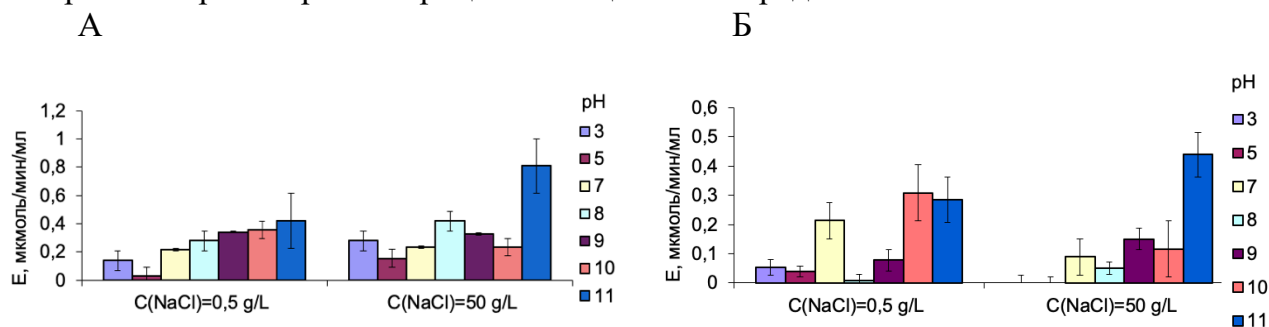 А
Б
Е, мкмоль/мин/мл
1,2
1
0,8
0,6
0,4
0,2
0
C(NaCl)=0,5 g/L
C(NaCl)=50 g/L
pH
3
5
7
8
9
10
11
Е, мкмоль/мин/мл
0,6
0,5
0,4
0,3
0,2
0,1
0
C(NaCl)=0,5 g/L
C(NaCl)=50 g/L
pH
3
5
7
8
9
10
11